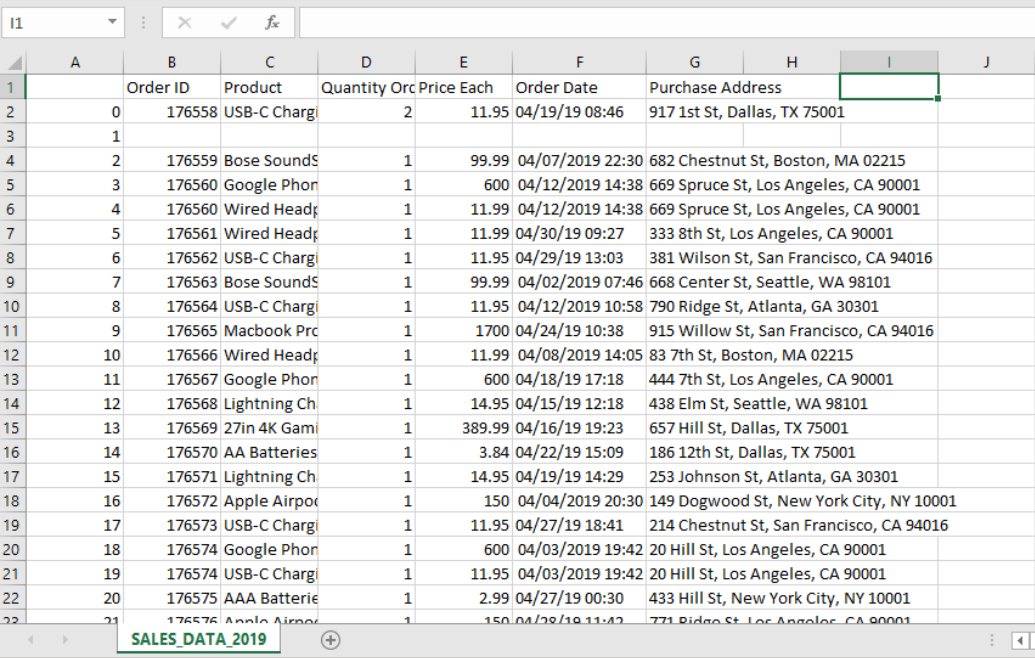 I1 fx
A B C D E F G H I J
1 Order ID Product Quantity Orc Price Each Order Date Purchase Address
2 0 176558 USB-C Chargi 2 11.95 04/19/19 08:46 917 1st St, Dallas, TX 75001
3 1
4 2 176559 Bose SoundS 1 99.99 04/07/2019 22:30 682 Chestnut St, Boston, MA 02215
5 3 176560 Google Phon 1 600 04/12/2019 14:38 669 Spruce St, Los Angeles, CA 90001
6 4 176560 Wired Headp 1 11.99 04/12/2019 14:38 669 Spruce St, Los Angeles, CA 90001
7 5 176561 Wired Headp 1 11.99 04/30/19 09:27 333 8th St, Los Angeles, CA 90001
8 6 176562 USB-C Chargi 1 11.95 04/29/19 13:03 381 Wilson St, San Francisco, CA 94016
9 7 176563 Bose SoundS 1 99.99 04/02/2019 07:46 668 Center St, Seattle, WA 98101
10 8 176564 USB-C Chargi 1 11.95 04/12/2019 10:58 790 Ridge St, Atlanta, GA 30301
11 9 176565 Macbook Pro 1 1700 04/24/19 10:38 915 Willow St, San Francisco, CA 94016
12 10 176566 Wired Headp 1 11.99 04/08/2019 14:05 83 7th St, Boston, MA 02215
13 11 176567 Google Phon 1 600 04/18/19 17:18 444 7th St, Los Angeles, CA 90001
14 12 176568 Lightning Ch 1 14.95 04/15/19 12:18 438 Elm St, Seattle, WA 98101
15 13 176569 27in 4K Gami 1 389.99 04/16/19 19:23 657 Hill St, Dallas, TX 75001
16 14 176570 AA Batteries 1 3.84 04/22/19 15:09 186 12th St, Dallas, TX 75001
17 15 176571 Lightning Ch 1 14.95 04/19/19 14:29 253 Johnson St, Atlanta, GA 30301
18 16 176572 Apple Airpod 1 150 04/04/2019 20:30 149 Dogwood St, New York City, NY 10001
19 17 176573 USB-C Chargi 1 11.95 04/27/19 18:41 214 Chestnut St, San Francisco, CA 94016
20 18 176574 Google Phon 1 600 04/03/2019 19:42 20 Hill St, Los Angeles, CA 90001
21 19 176574 USB-C Chargi 1 11.95 04/03/2019 19:42 20 Hill St, Los Angeles, CA 90001
22 20 176575 AAA Batterie 1 2.99 04/27/19 00:30 433 Hill St, New York City, NY 10001
23 21 176576 Apple Airpod 1 150 04/28/19 11:42 771 Ridge St, Los Angeles, CA 90001
SALES_DATA_2019